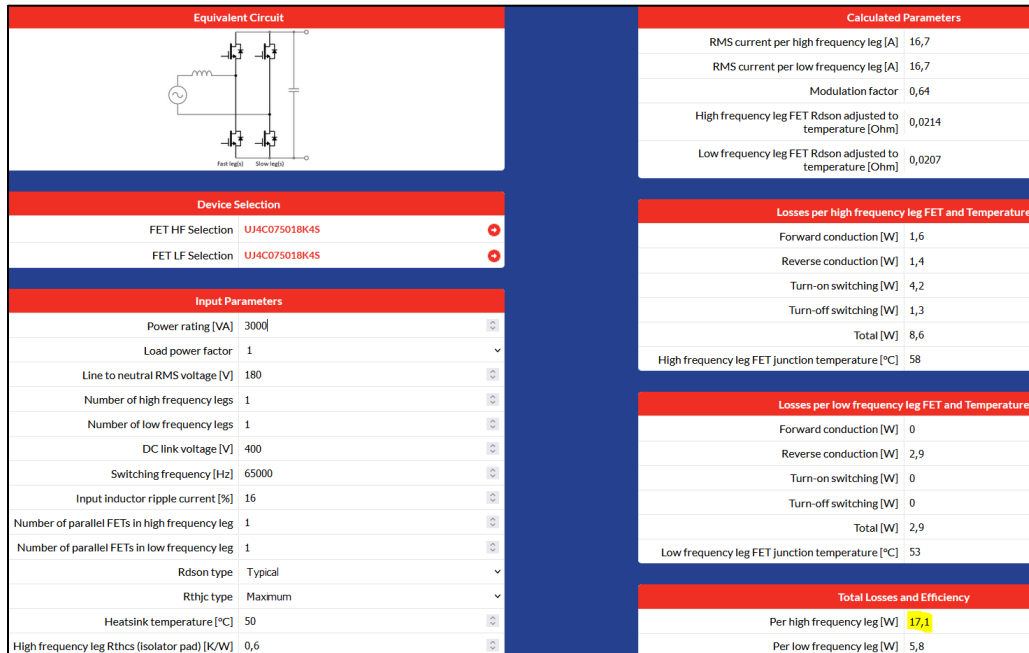 Equivalent Circuit
Fast leg(s) Slow leg(s)
Device Selection
FET HF Selection UJ4C075018K4S
FET LF Selection UJ4C075018K4S
Input Parameters
Power rating [VA] 3000
Load power factor 1
Line to neutral RMS voltage [V] 180
Number of high frequency legs 1
Number of low frequency legs 1
DC link voltage [V] 400
Switching frequency [Hz] 65000
Input inductor ripple current [%] 16
Number of parallel FETs in high frequency leg 1
Number of parallel FETs in low frequency leg 1
Rdson type Typical
Rthjc type Maximum
Heatsink temperature [°C] 50
High frequency leg Rthcs (isolator pad) [K/W] 0,6
Calculated Parameters
RMS current per high frequency leg [A] 16,7
RMS current per low frequency leg [A] 16,7
Modulation factor 0,64
High frequency leg FET Rdson adjusted to
temperature [Ohm] 0,0214
Low frequency leg FET Rdson adjusted to
temperature [Ohm] 0,0207
Losses per high frequency leg FET and Temperature
Forward conduction [W] 1,6
Reverse conduction [W] 1,4
Turn-on switching [W] 4,2
Turn-off switching [W] 1,3
Total [W] 8,6
High frequency leg FET junction temperature [°C] 58
Losses per low frequency leg FET and Temperature
Forward conduction [W] 0
Reverse conduction [W] 2,9
Turn-on switching [W] 0
Turn-off switching [W] 0
Total [W] 2,9
Low frequency leg FET junction temperature [°C] 53
Total Losses and Efficiency
Per high frequency leg [W] 17,1
Per low frequency leg [W] 5,8